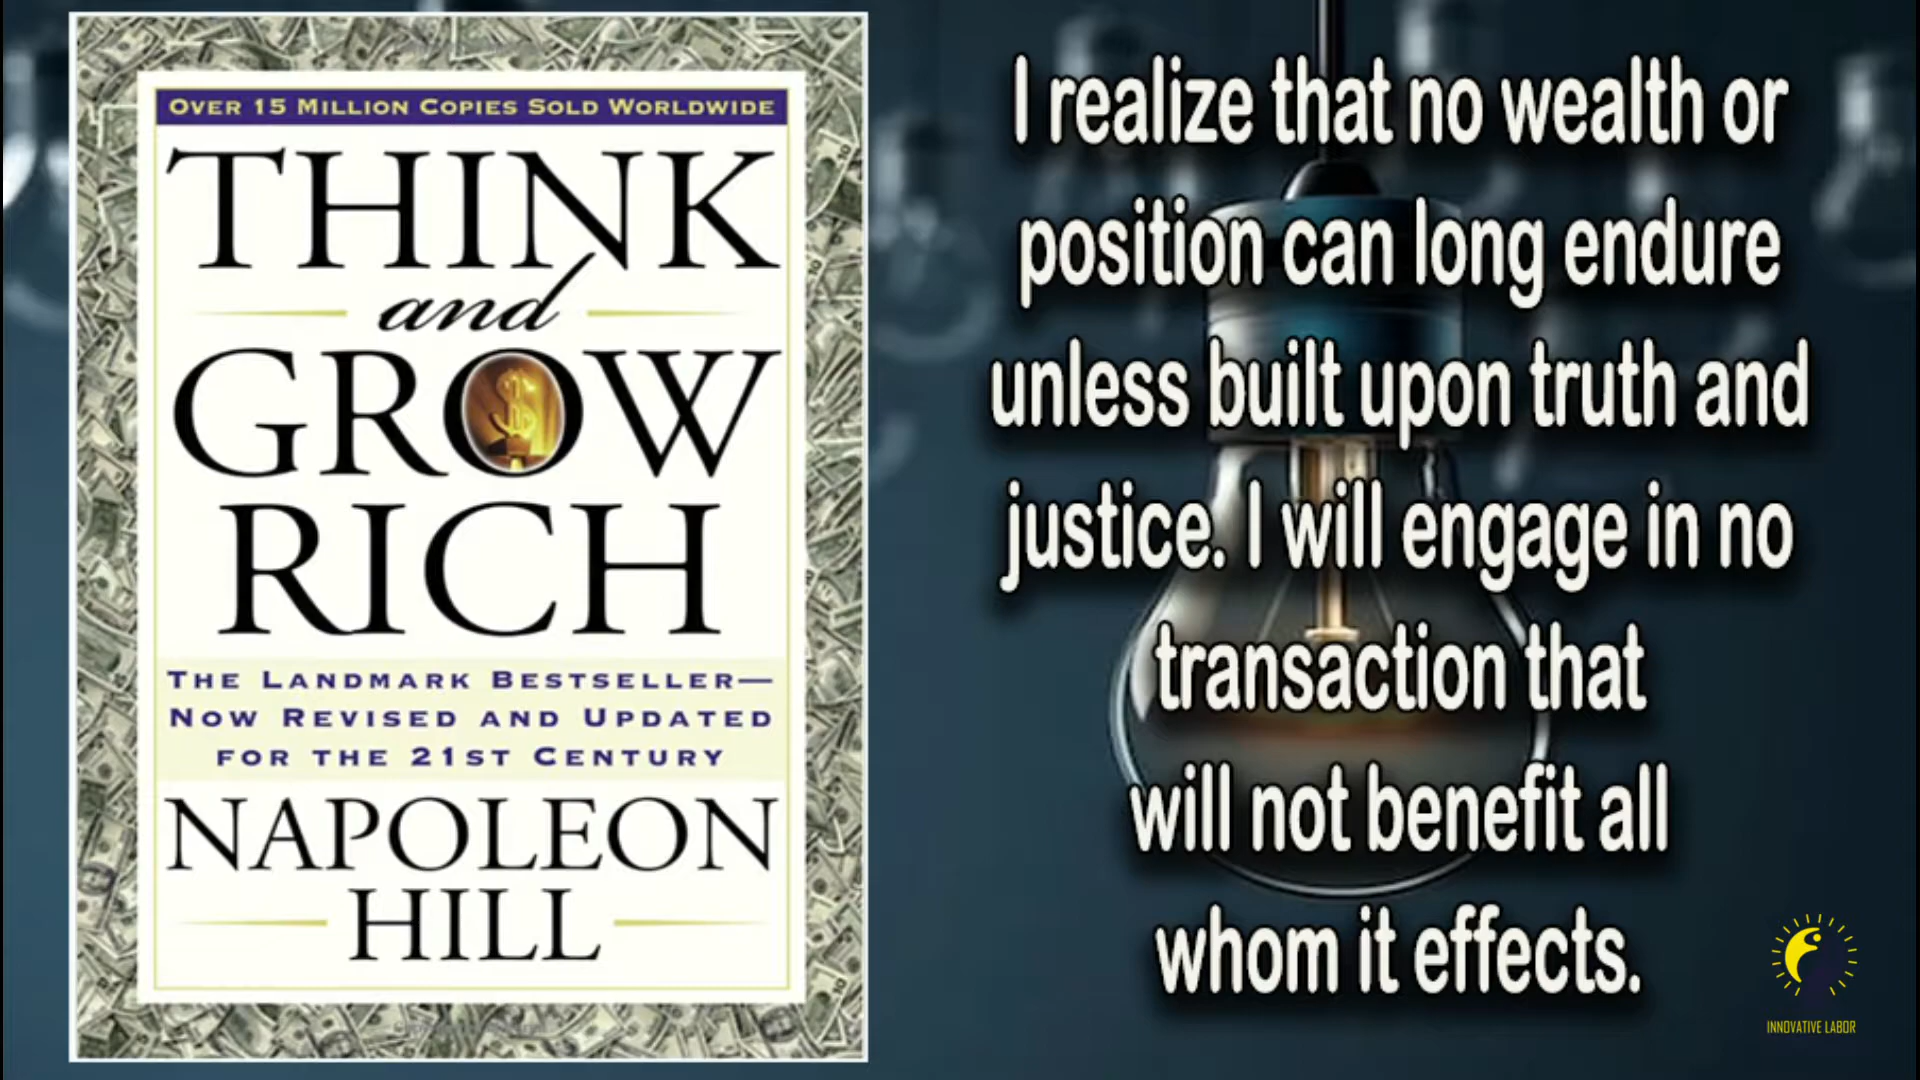 OVER 15 MILLION COPIES SOLD WORLDWIDE
THINK
and
GROW
RICH
THE LANDMARK BESTSELLER—
NOW REVISED AND UPDATED
FOR THE 21ST CENTURY
NAPOLEON
HILL
I realize that no wealth or
position can long endure
unless built upon truth and
justice. I will engage in no
transaction that
will not benefit all
whom it effects.
INNOVATIVE LABOR